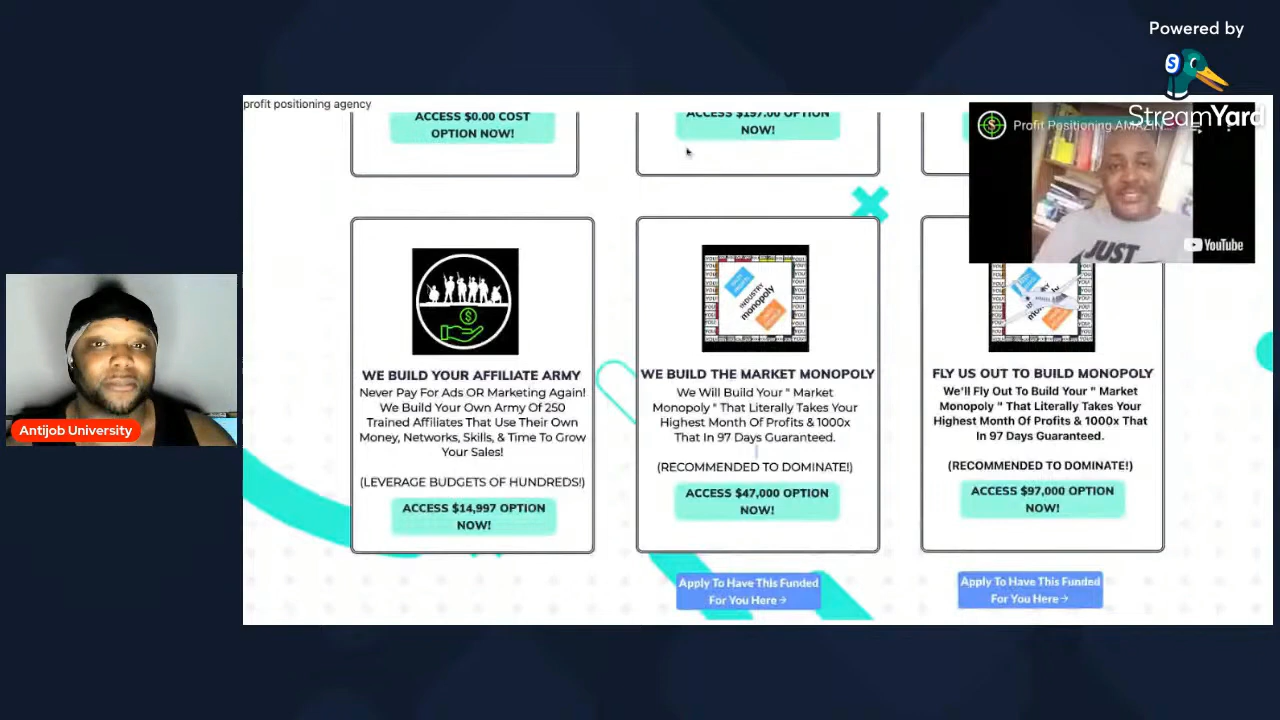 Powered by
StreamYard
profit positioning agency
ACCESS $0.00 COST
OPTION NOW!
ACCESS $197.00 OPTION
NOW!
Profit Positioning AMAZIN
JUST
YouTube
INDUSTRY
monopoly
WE BUILD YOUR AFFILIATE ARMY
Never Pay For Ads OR Marketing Again!
We Build Your Own Army Of 250
Trained Affiliates That Use Their Own
Money, Networks, Skills, & Time To Grow
Your Sales!
(LEVERAGE BUDGETS OF HUNDREDS!)
ACCESS $14,997 OPTION
NOW!
WE BUILD THE MARKET MONOPOLY
We Will Build Your " Market
Monopoly " That Literally Takes Your
Highest Month Of Profits & 1000x
That In 97 Days Guaranteed.
(RECOMMENDED TO DOMINATE!)
ACCESS $47,000 OPTION
NOW!
Apply To Have This Funded
For You Here →
FLY US OUT TO BUILD MONOPOLY
We'll Fly Out To Build Your " Market
Monopoly " That Literally Takes Your
Highest Month Of Profits & 1000x That
In 97 Days Guaranteed.
(RECOMMENDED TO DOMINATE!)
ACCESS $97,000 OPTION
NOW!
Apply To Have This Funded
For You Here →
Antijob University